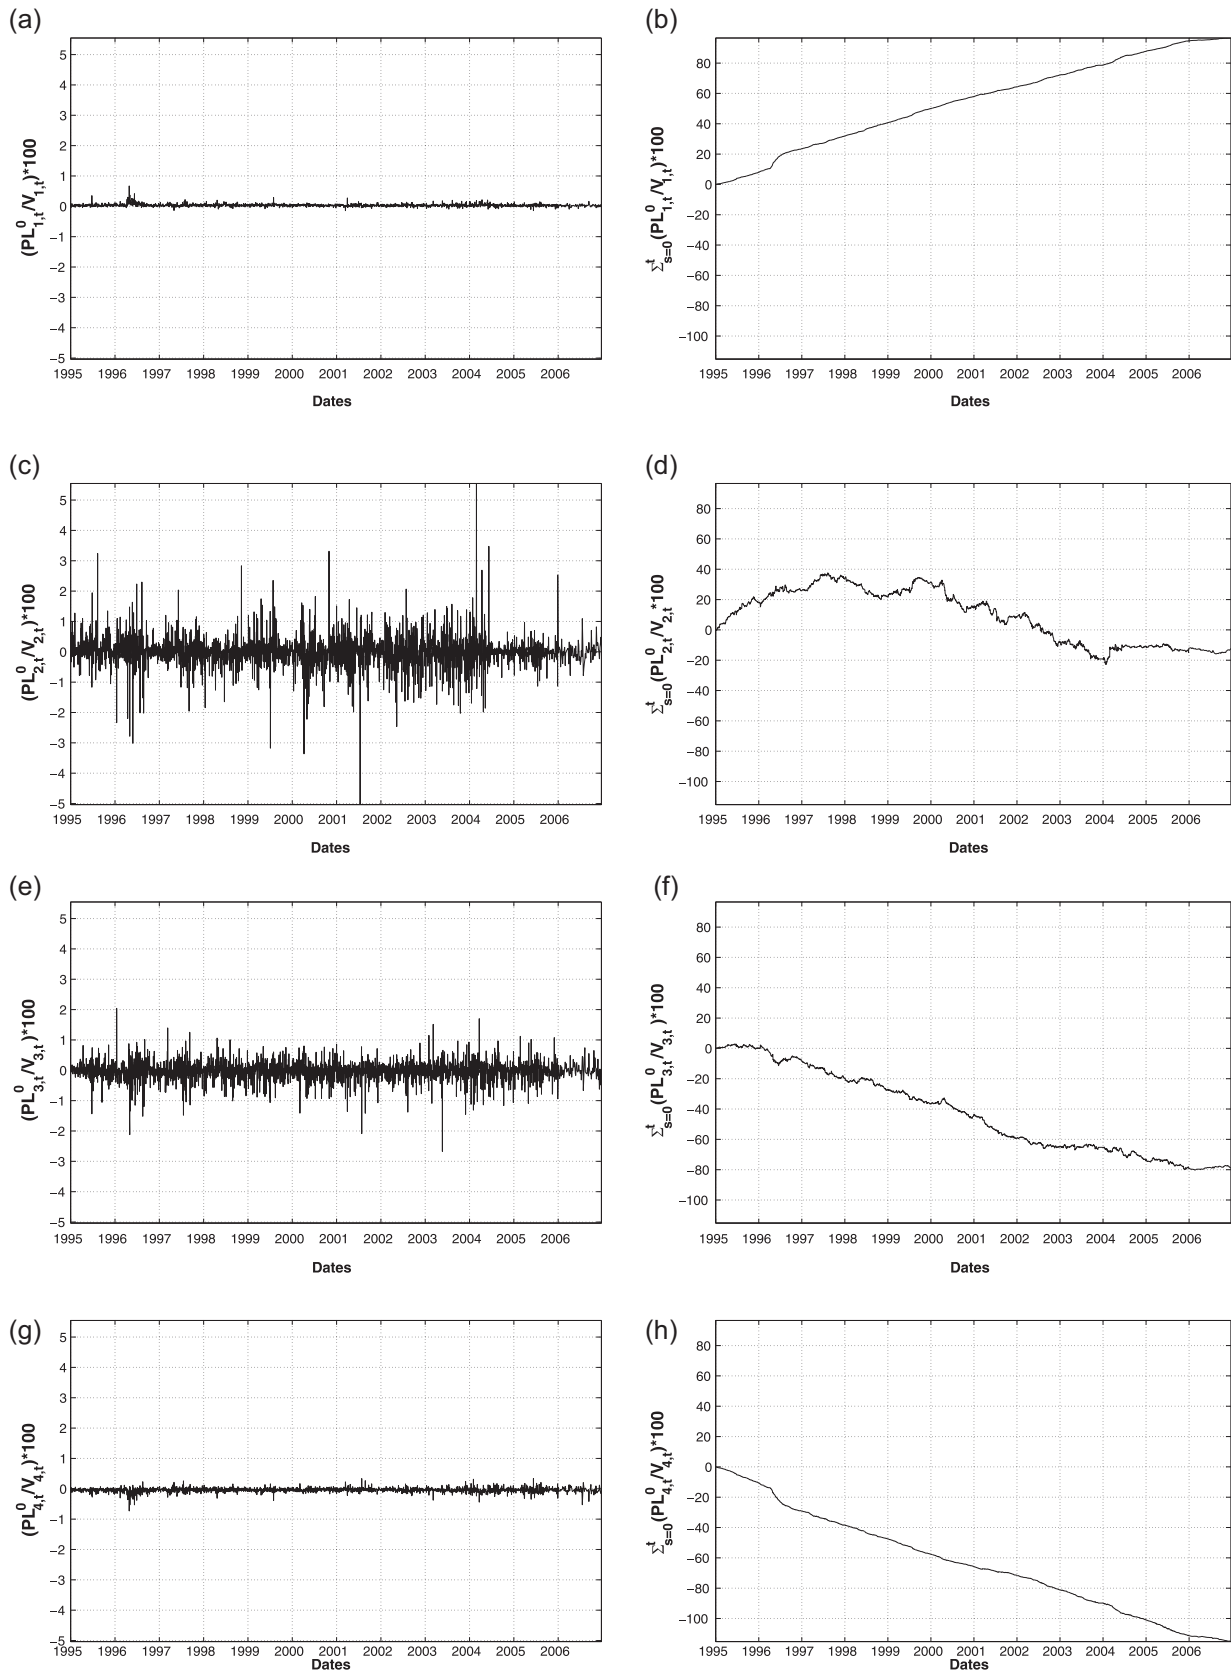 (a)
(PL⁰₁,ₜ/V₁,ₜ)*100
5
4
3
2
1
0
−1
−2
−3
−4
−5
1995 1996 1997 1998 1999 2000 2001 2002 2003 2004 2005 2006
Dates
(b)
Σᵗₛ₌₀(PL⁰₁,ₜ/V₁,ₜ)*100
80
60
40
20
0
−20
−40
−60
−80
−100
1995 1996 1997 1998 1999 2000 2001 2002 2003 2004 2005 2006
Dates
(c)
(PL⁰₂,ₜ/V₂,ₜ)*100
5
4
3
2
1
0
−1
−2
−3
−4
−5
1995 1996 1997 1998 1999 2000 2001 2002 2003 2004 2005 2006
Dates
(d)
Σᵗₛ₌₀(PL⁰₂,ₜ/V₂,ₜ)*100
80
60
40
20
0
−20
−40
−60
−80
−100
1995 1996 1997 1998 1999 2000 2001 2002 2003 2004 2005 2006
Dates
(e)
(PL⁰₃,ₜ/V₃,ₜ)*100
5
4
3
2
1
0
−1
−2
−3
−4
−5
1995 1996 1997 1998 1999 2000 2001 2002 2003 2004 2005 2006
Dates
(f)
Σᵗₛ₌₀(PL⁰₃,ₜ/V₃,ₜ)*100
80
60
40
20
0
−20
−40
−60
−80
−100
1995 1996 1997 1998 1999 2000 2001 2002 2003 2004 2005 2006
Dates
(g)
(PL⁰₄,ₜ/V₄,ₜ)*100
5
4
3
2
1
0
−1
−2
−3
−4
−5
1995 1996 1997 1998 1999 2000 2001 2002 2003 2004 2005 2006
Dates
(h)
Σᵗₛ₌₀(PL⁰₄,ₜ/V₄,ₜ)*100
80
60
40
20
0
−20
−40
−60
−80
−100
1995 1996 1997 1998 1999 2000 2001 2002 2003 2004 2005 2006
Dates